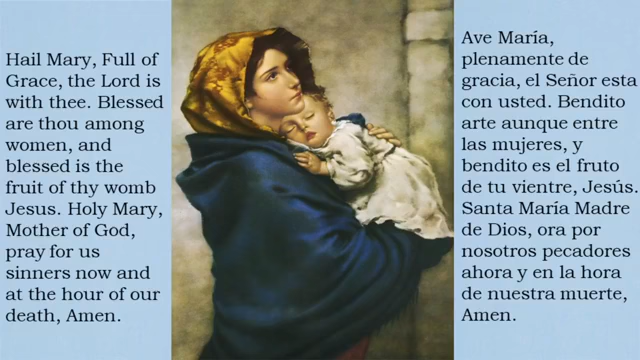 Hail Mary, Full of
Grace, the Lord is
with thee. Blessed
are thou among
women, and
blessed is the
fruit of thy womb
Jesus. Holy Mary,
Mother of God,
pray for us
sinners now and
at the hour of our
death, Amen.
Ave María,
plenamente de
gracia, el Señor esta
con usted. Bendito
arte aunque entre
las mujeres, y
bendito es el fruto
de tu vientre, Jesús.
Santa María Madre
de Dios, ora por
nosotros pecadores
ahora y en la hora
de nuestra muerte,
Amen.